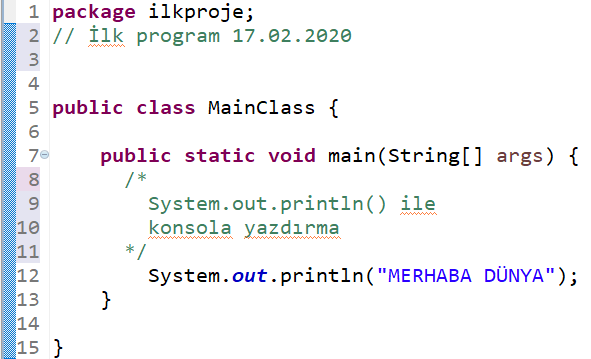 1 package ilkproje;
2 // İlk program 17.02.2020
3
4
5 public class MainClass {
6
7 public static void main(String[] args) {
8 /*
9 System.out.println() ile
10 konsola yazdırma
11 */
12 System.out.println("MERHABA DÜNYA");
13 }
14
15 }